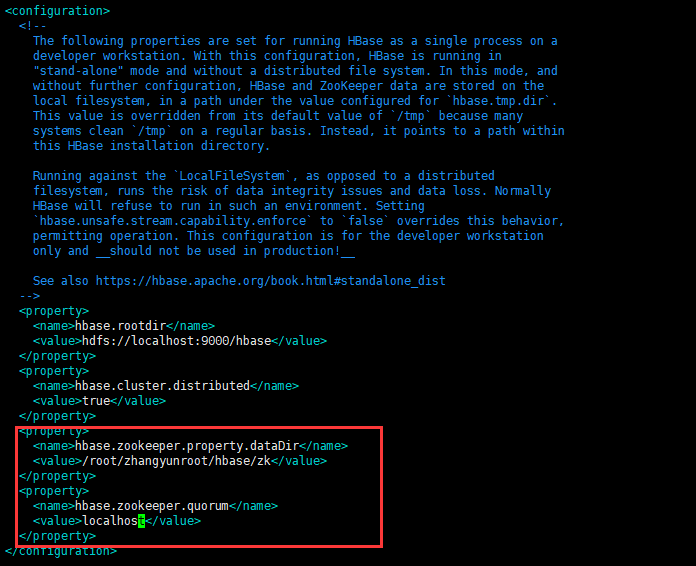 <configuration>
<!--
The following properties are set for running HBase as a single process on a
developer workstation. With this configuration, HBase is running in
"stand-alone" mode and without a distributed file system. In this mode, and
without further configuration, HBase and ZooKeeper data are stored on the
local filesystem, in a path under the value configured for `hbase.tmp.dir`.
This value is overridden from its default value of `/tmp` because many
systems clean `/tmp` on a regular basis. Instead, it points to a path within
this HBase installation directory.

Running against the `LocalFileSystem`, as opposed to a distributed
filesystem, runs the risk of data integrity issues and data loss. Normally
HBase will refuse to run in such an environment. Setting
`hbase.unsafe.stream.capability.enforce` to `false` overrides this behavior,
permitting operation. This configuration is for the developer workstation
only and __should not be used in production!__

See also https://hbase.apache.org/book.html#standalone_dist
-->
<property>
<name>hbase.rootdir</name>
<value>hdfs://localhost:9000/hbase</value>
</property>
<property>
<name>hbase.cluster.distributed</name>
<value>true</value>
</property>
<property>
<name>hbase.zookeeper.property.dataDir</name>
<value>/root/zhangyunroot/hbase/zk</value>
</property>
<property>
<name>hbase.zookeeper.quorum</name>
<value>localhost</value>
</property>
</configuration>